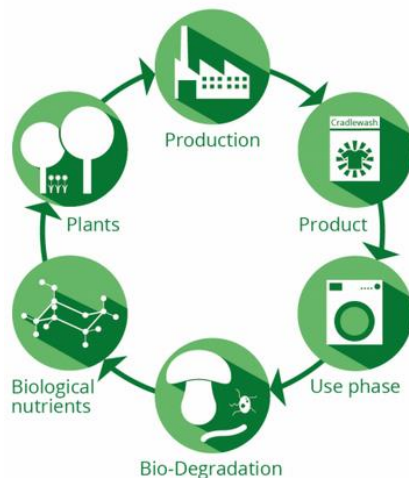 Production
Cradlewash
Product
Use phase
Bio-Degradation
Biological
nutrients
Plants